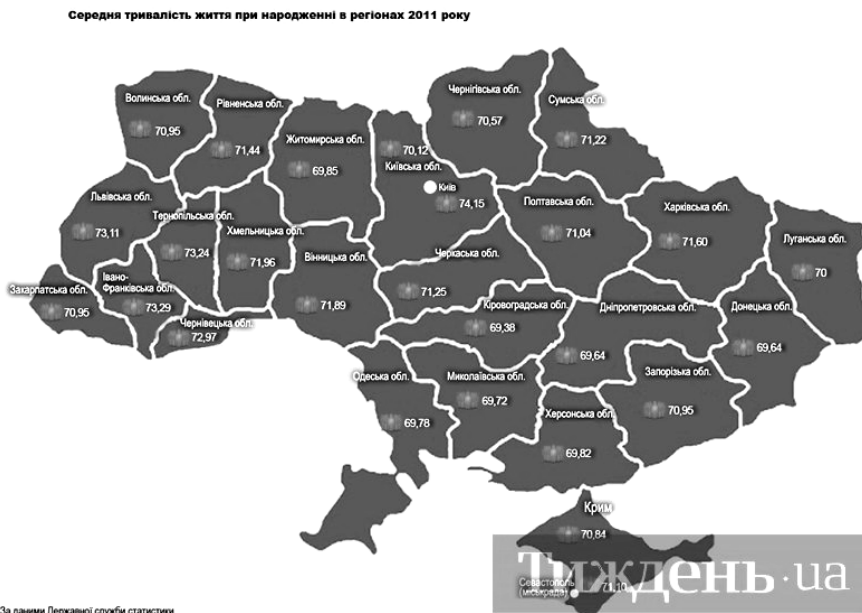 Середня тривалість життя при народженні в регіонах 2011 року
Волинська обл.
70,95
Рівненська обл.
71,44
Житомирська обл.
69,85
70,12
Київська обл.
Київ
74,15
Чернігівська обл.
70,57
Сумська обл.
71,22
Львівська обл.
73,11
Тернопільська обл.
73,24
Хмельницька обл.
71,96
Вінницька обл.
71,89
Черкаська обл.
71,25
Полтавська обл.
71,04
Харківська обл.
71,60
Луганська обл.
70
Закарпатська обл.
70,95
Івано-
Франківська обл.
73,29
Чернівецька обл.
72,97
Кіровоградська обл.
69,38
Дніпропетровська обл.
69,64
Донецька обл.
69,64
Одеська обл.
69,78
Миколаївська обл.
69,72
Запорізька обл.
70,95
Херсонська обл.
69,82
Крим
70,84
Севастополь
(міськрада)
71,10
Тиждень.ua
За даними Державної служби статистики